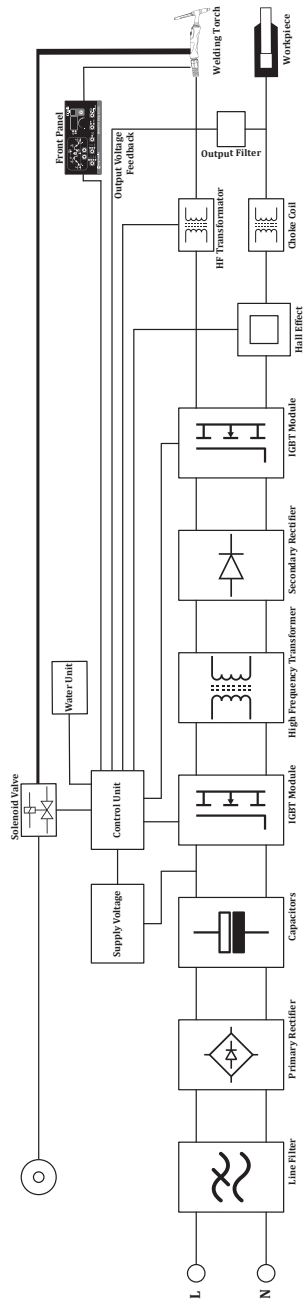 Welding Torch
Workpiece
Front Panel
Output Voltage
Feedback
Output Filter
HF Transformator
Choke Coil
Hall Effect
IGBT Module
Secondary Rectifier
High Frequency Transformer
Water Unit
Solenoid Valve
Control Unit
IGBT Module
Supply Voltage
Capacitors
Primary Rectifier
Line Filter
L
N